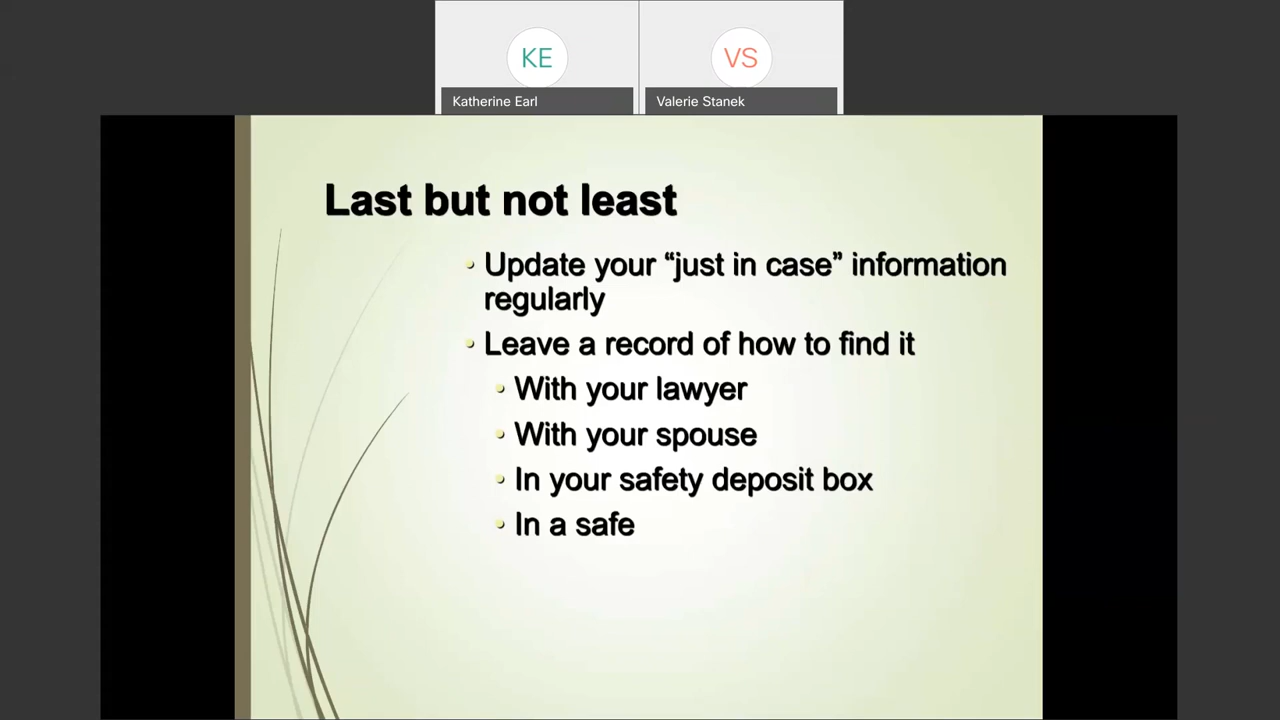 KE
VS
Katherine Earl
Valerie Stanek
Last but not least
• Update your “just in case” information
regularly
• Leave a record of how to find it
• With your lawyer
• With your spouse
• In your safety deposit box
• In a safe